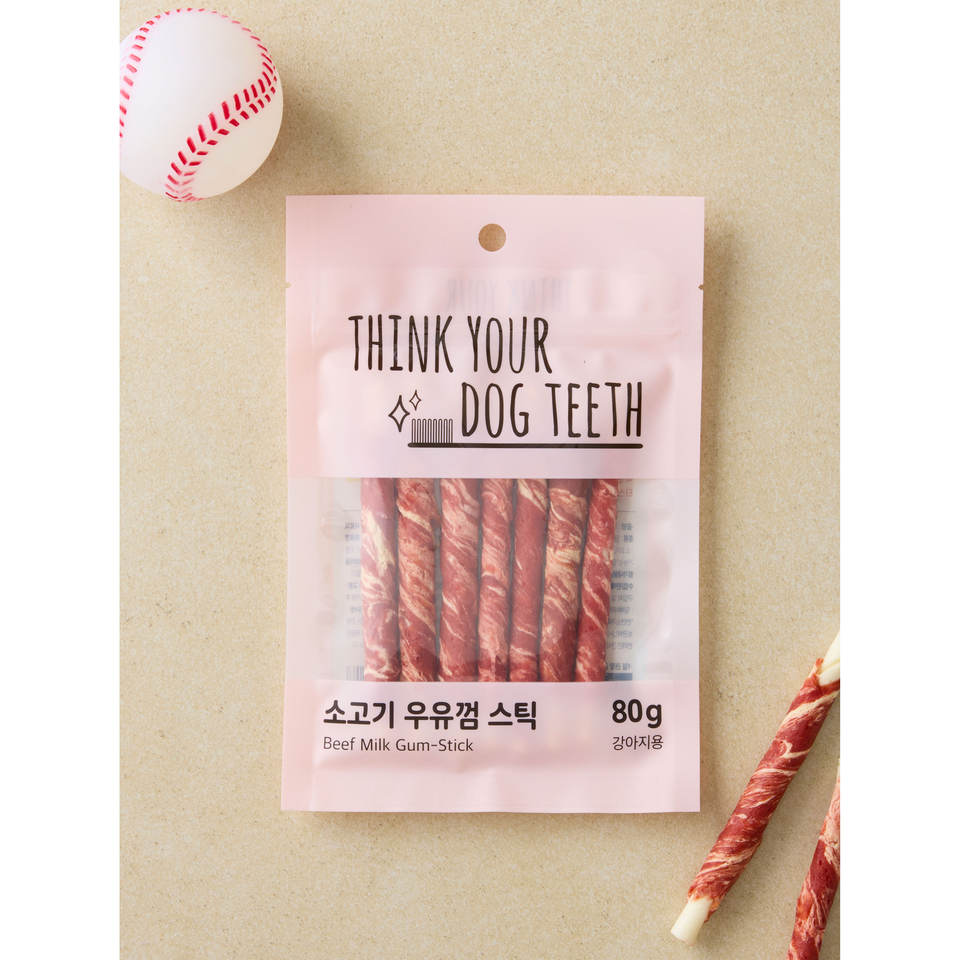 THINK YOUR
DOG TEETH
소고기 우유껌 스틱
80g
Beef Milk Gum-Stick
강아지용